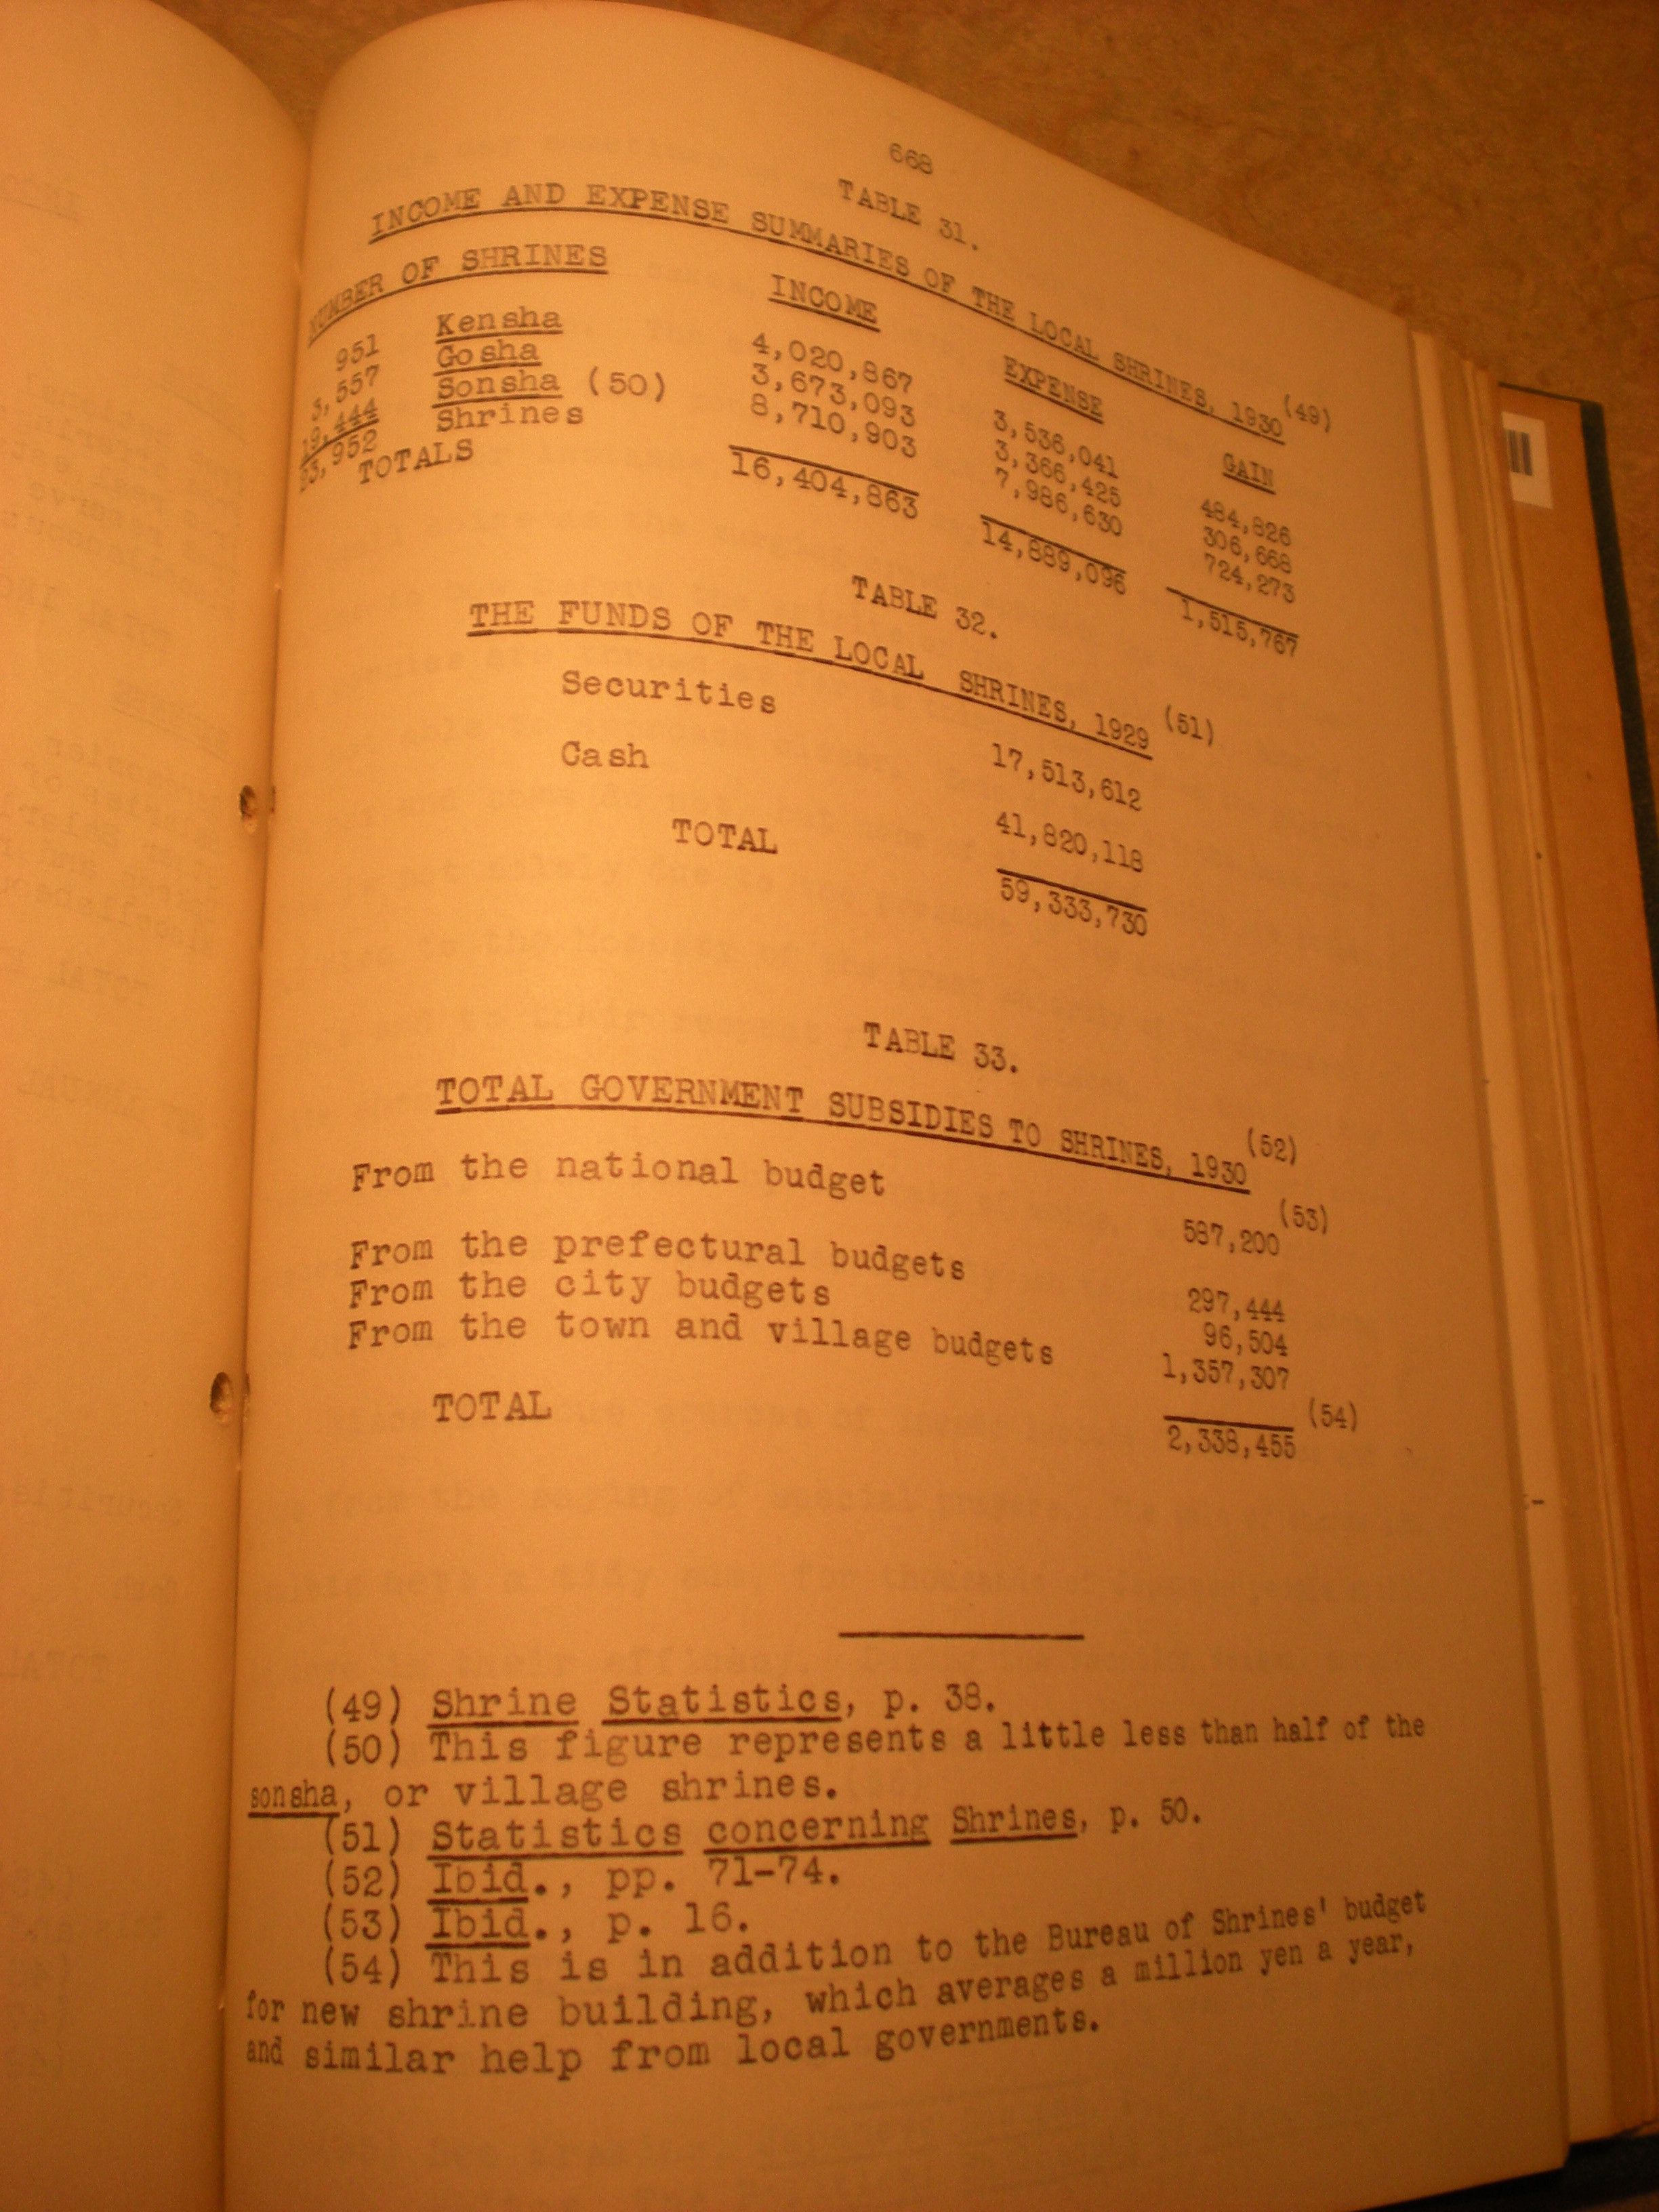 668
TABLE 31.
INCOME AND EXPENSE SUMMARIES OF THE LOCAL SHRINES, 1930 (49)
NUMBER OF SHRINES INCOME EXPENSE GAIN
951 Kensha 4,020,867 3,536,041 484,826
3,557 Gosha 3,673,093 3,366,425 306,668
19,444 Sonsha (50) 8,710,903 7,986,630 724,273
23,952 Shrines
TOTALS 16,404,863 14,889,096 1,515,767
TABLE 32.
THE FUNDS OF THE LOCAL SHRINES, 1929 (51)
Securities 17,513,612
Cash 41,820,118
TOTAL 59,333,730
TABLE 33.
TOTAL GOVERNMENT SUBSIDIES TO SHRINES, 1930 (52)
From the national budget 587,200 (53)
From the prefectural budgets 297,444
From the city budgets 96,504
From the town and village budgets 1,357,307
TOTAL 2,338,455 (54)
(49) Shrine Statistics, p. 38.
(50) This figure represents a little less than half of the
sonsha, or village shrines.
(51) Statistics concerning Shrines, p. 50.
(52) Ibid., pp. 71-74.
(53) Ibid., p. 16.
(54) This is in addition to the Bureau of Shrines' budget
for new shrine building, which averages a million yen a year,
and similar help from local governments.